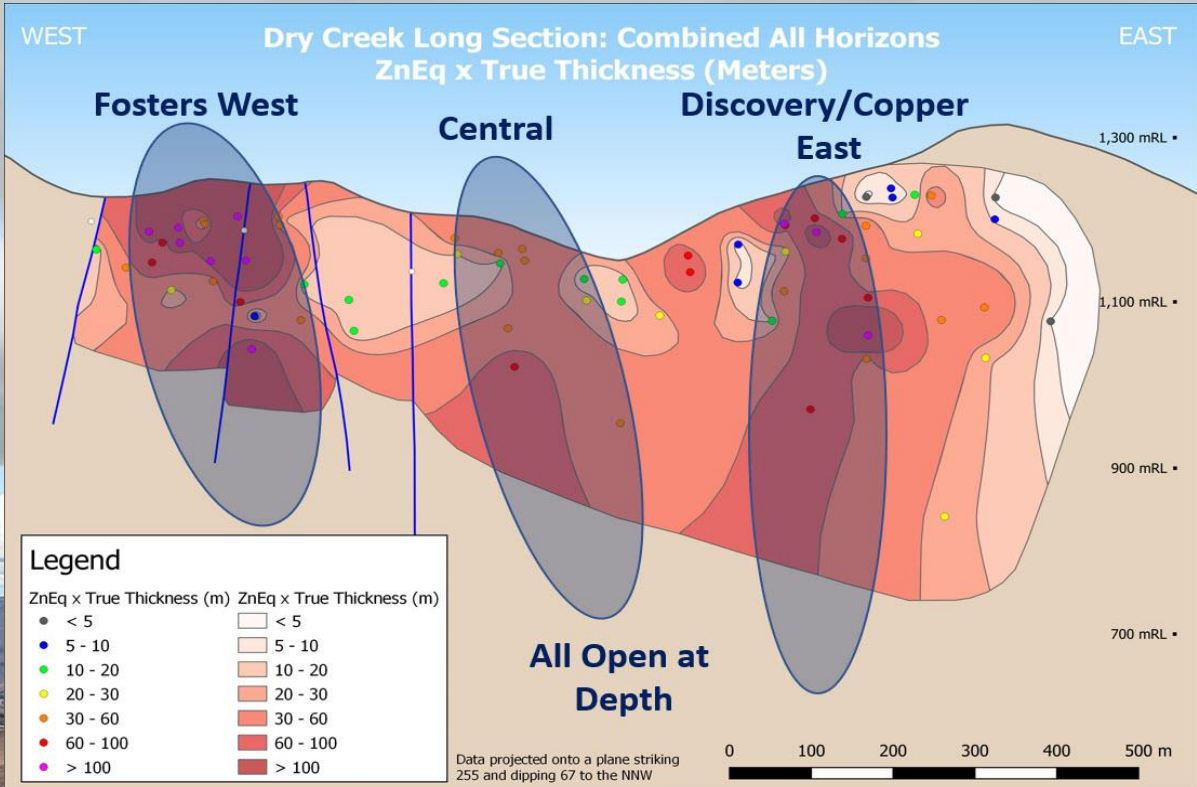 WEST
Dry Creek Long Section: Combined All Horizons
EAST
ZnEq x True Thickness (Meters)
Fosters West
Central
Discovery/Copper
East
1,300 mRL
1,100 mRL
900 mRL
700 mRL
All Open at
Depth
Legend
ZnEq x True Thickness (m) ZnEq x True Thickness (m)
< 5 < 5
5 - 10 5 - 10
10 - 20 10 - 20
20 - 30 20 - 30
30 - 60 30 - 60
60 - 100 60 - 100
> 100 > 100
Data projected onto a plane striking
255 and dipping 67 to the NNW
0 100 200 300 400 500 m